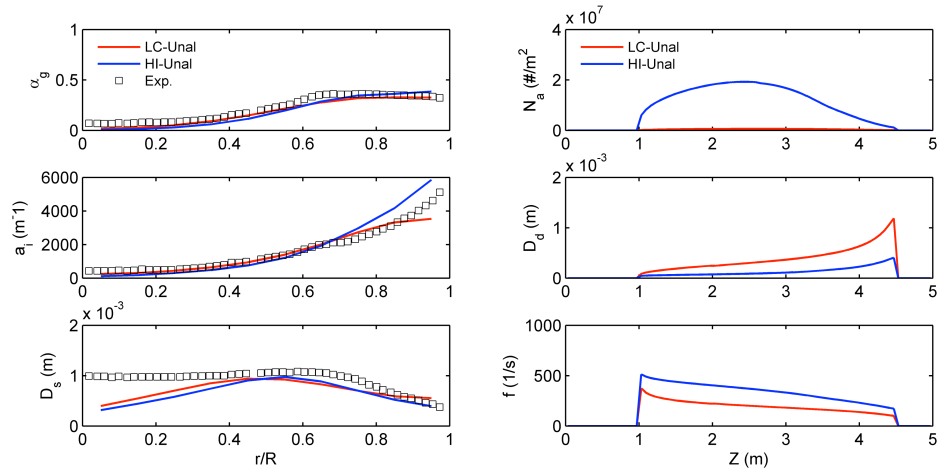 1
0.5
0
α_g
LC-Unal
HI-Unal
Exp.
0 0.2 0.4 0.6 0.8 1
6000
4000
2000
0
a_i (m-1)
0 0.2 0.4 0.6 0.8 1
x 10^-3
2
1
0
D_s (m)
0 0.2 0.4 0.6 0.8 1
r/R
x 10^7
4
2
0
N_a (#/m^2
LC-Unal
HI-Unal
0 1 2 3 4 5
x 10^-3
2
1
0
D_d (m)
0 1 2 3 4 5
1000
500
0
f (1/s)
0 1 2 3 4 5
Z (m)